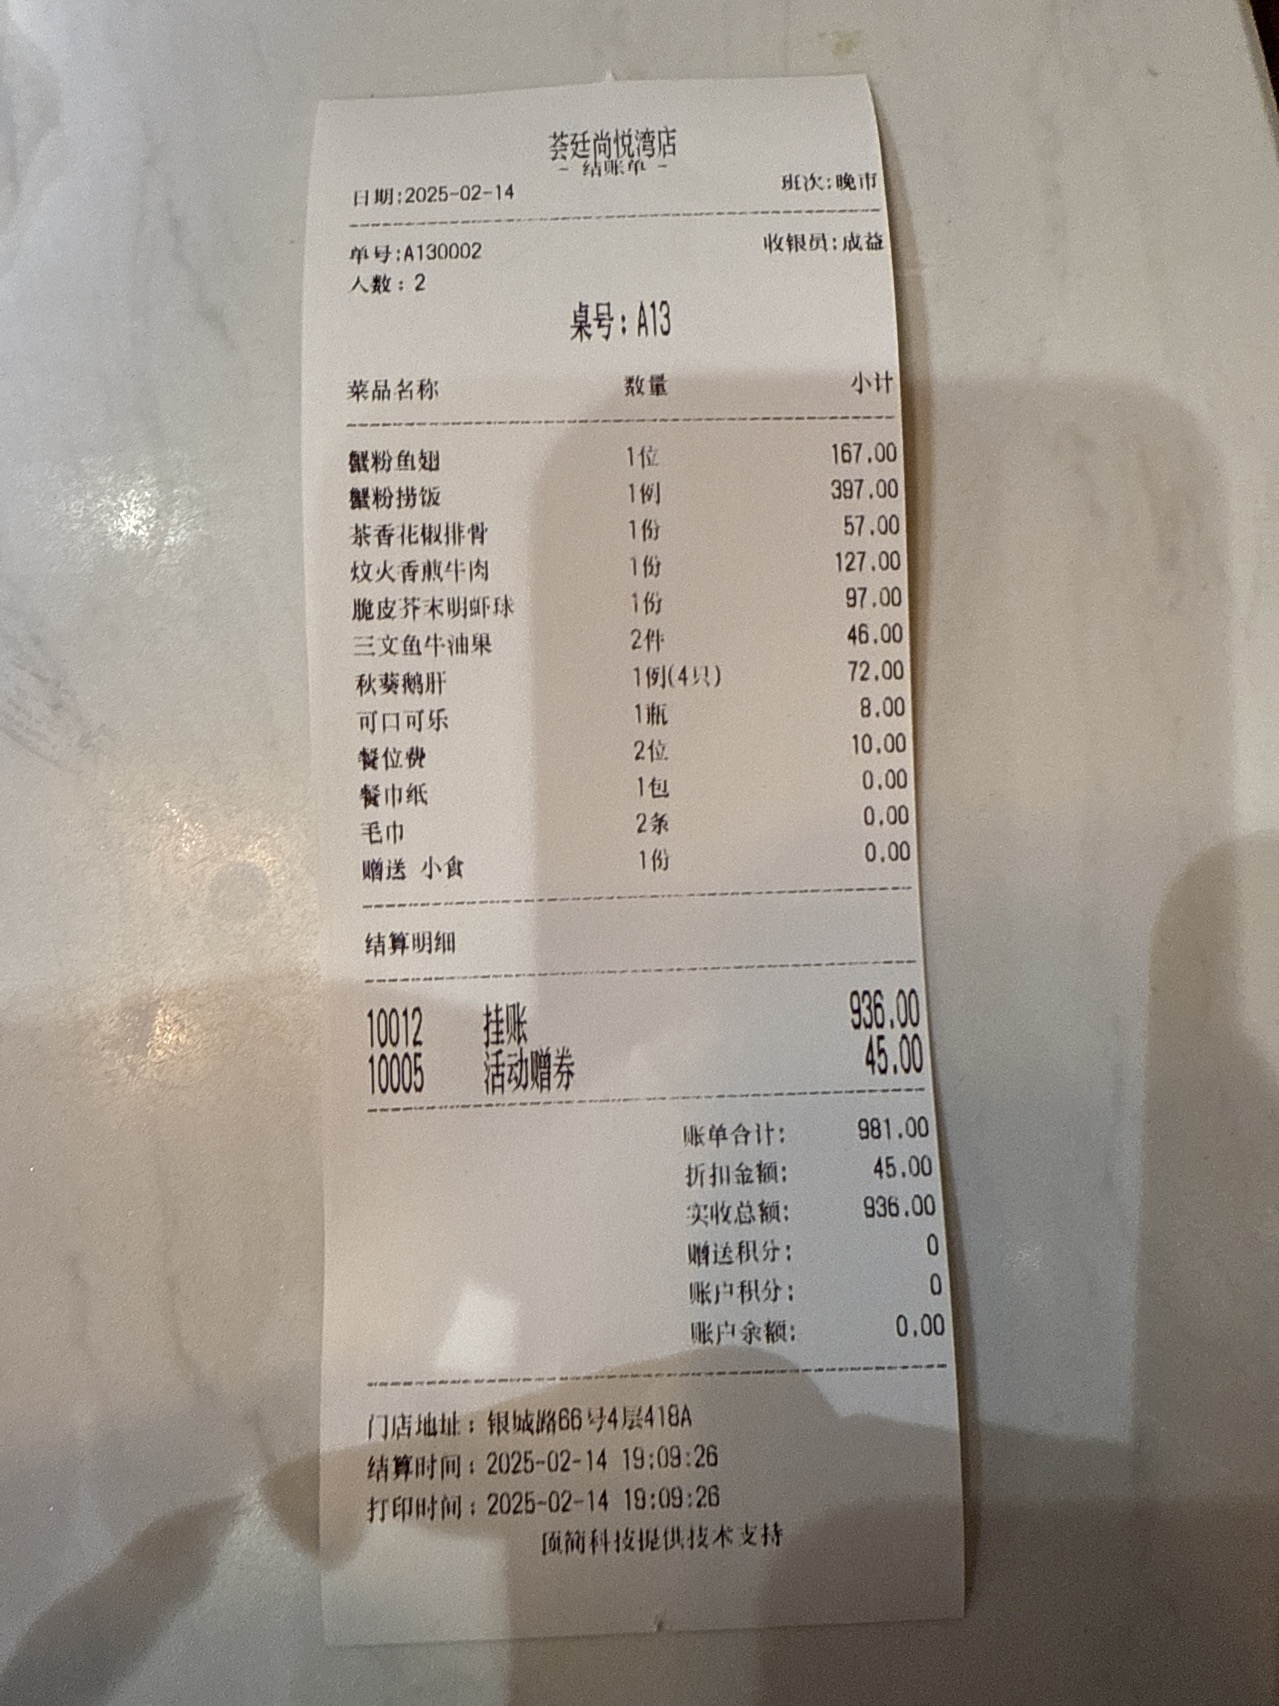 荟廷尚悦湾店
- 结账单 -
日期:2025-02-14 班次:晚市
单号:A130002 收银员:成益
人数:2
桌号:A13
菜品名称 数量 小计
蟹粉鱼翅 1位 167.00
蟹粉捞饭 1例 397.00
茶香花椒排骨 1份 57.00
炆火香煎牛肉 1份 127.00
脆皮芥末明虾球 1份 97.00
三文鱼牛油果 2件 46.00
秋葵鹅肝 1例(4只) 72.00
可口可乐 1瓶 8.00
餐位费 2位 10.00
餐巾纸 1包 0.00
毛巾 2条 0.00
赠送 小食 1份 0.00
结算明细
10012 挂账 936.00
10005 活动赠券 45.00
账单合计: 981.00
折扣金额: 45.00
实收总额: 936.00
赠送积分: 0
账户积分: 0
账户余额: 0.00
门店地址:银城路66号4层418A
结算时间:2025-02-14 19:09:26
打印时间:2025-02-14 19:09:26
顶简科技提供技术支持